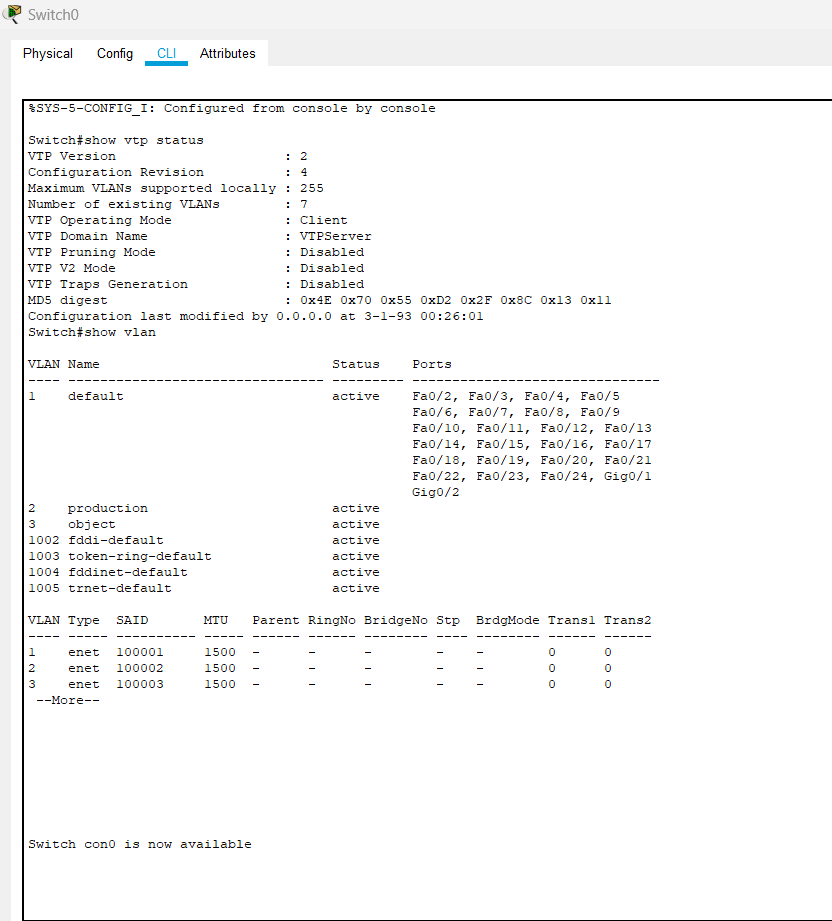 Switch0
Physical Config CLI Attributes
%SYS-5-CONFIG_I: Configured from console by console
Switch#show vtp status
VTP Version                     : 2
Configuration Revision          : 4
Maximum VLANs supported locally : 255
Number of existing VLANs        : 7
VTP Operating Mode              : Client
VTP Domain Name                 : VTPServer
VTP Pruning Mode                : Disabled
VTP V2 Mode                     : Disabled
VTP Traps Generation            : Disabled
MD5 digest                      : 0x4E 0x70 0x55 0xD2 0x2F 0x8C 0x13 0x11
Configuration last modified by 0.0.0.0 at 3-1-93 00:26:01
Switch#show vlan
VLAN Name                             Status    Ports
---- -------------------------------- --------- -------------------------------
1    default                          active    Fa0/2, Fa0/3, Fa0/4, Fa0/5
                                                Fa0/6, Fa0/7, Fa0/8, Fa0/9
                                                Fa0/10, Fa0/11, Fa0/12, Fa0/13
                                                Fa0/14, Fa0/15, Fa0/16, Fa0/17
                                                Fa0/18, Fa0/19, Fa0/20, Fa0/21
                                                Fa0/22, Fa0/23, Fa0/24, Gig0/1
                                                Gig0/2
2    production                       active
3    object                           active
1002 fddi-default                     active
1003 token-ring-default               active
1004 fddinet-default                  active
1005 trnet-default                    active
VLAN Type  SAID       MTU   Parent RingNo BridgeNo Stp  BrdgMode Trans1 Trans2
---- ----- ---------- ----- ------ ------ -------- ---- -------- ------ ------
1    enet  100001     1500  -      -      -        -    -        0      0
2    enet  100002     1500  -      -      -        -    -        0      0
3    enet  100003     1500  -      -      -        -    -        0      0
 --More--
Switch con0 is now available